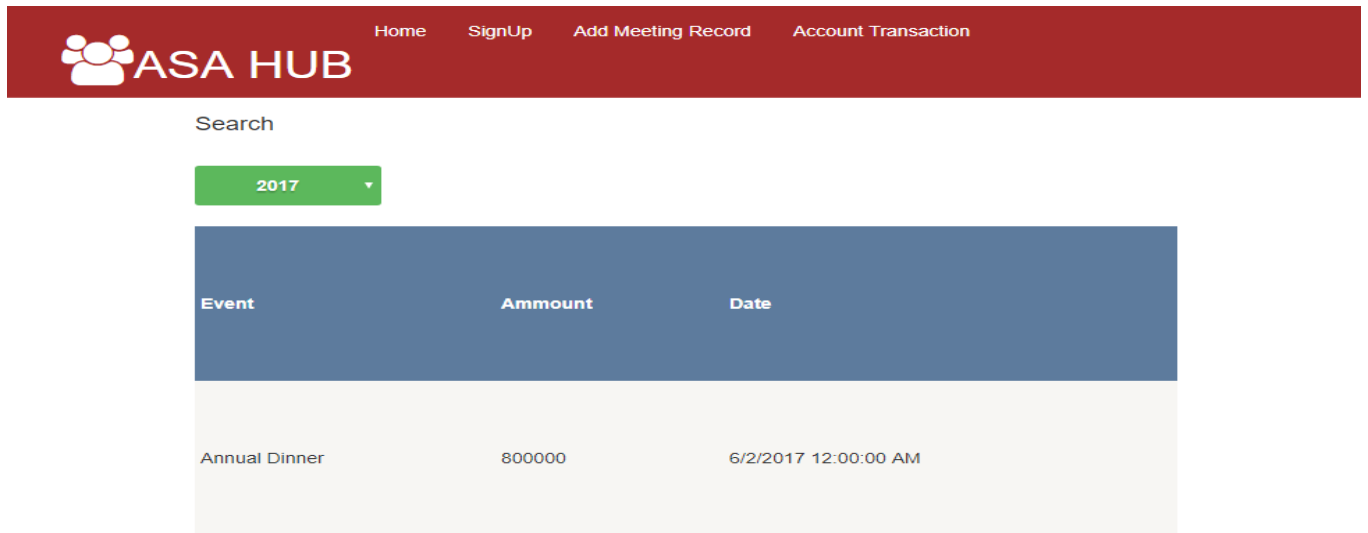 Home SignUp Add Meeting Record Account Transaction
ASA HUB
Search
2017
Event Ammount Date
Annual Dinner 800000 6/2/2017 12:00:00 AM